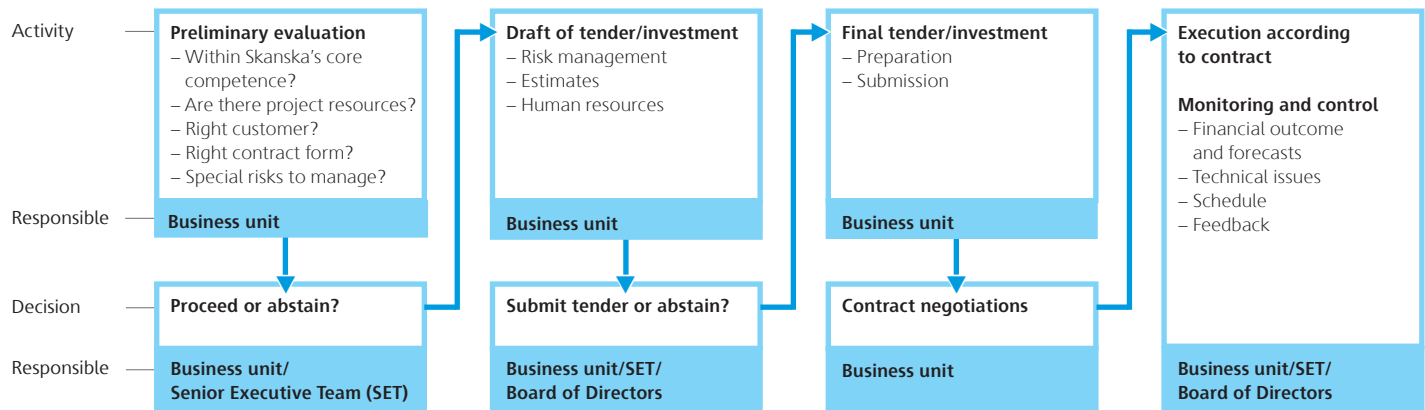 Activity
Preliminary evaluation
– Within Skanska’s core
competence?
– Are there project resources?
– Right customer?
– Right contract form?
– Special risks to manage?
Responsible
Business unit
Decision
Proceed or abstain?
Responsible
Business unit/
Senior Executive Team (SET)
Draft of tender/investment
– Risk management
– Estimates
– Human resources
Business unit
Submit tender or abstain?
Business unit/SET/
Board of Directors
Final tender/investment
– Preparation
– Submission
Business unit
Contract negotiations
Business unit
Execution according
to contract
Monitoring and control
– Financial outcome
and forecasts
– Technical issues
– Schedule
– Feedback
Business unit/SET/
Board of Directors